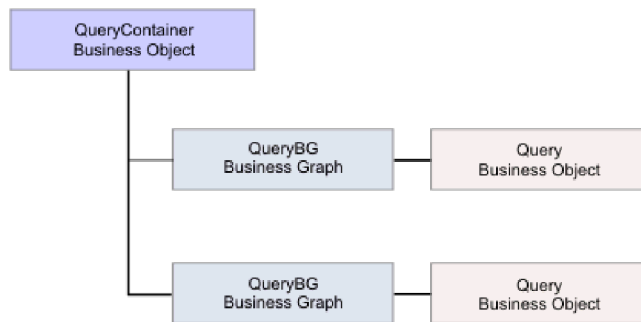 QueryContainer
Business Object
QueryBG
Business Graph
Query
Business Object
QueryBG
Business Graph
Query
Business Object